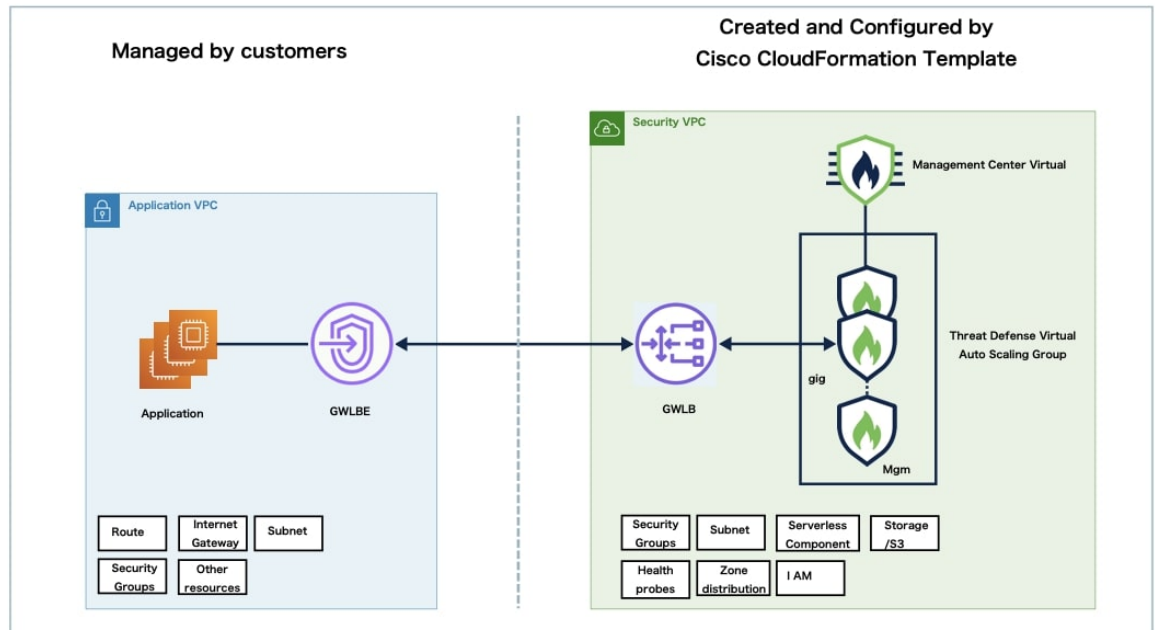 Managed by customers
Created and Configured by
Cisco CloudFormation Template
Application VPC
Application
GWLBE
Route
Internet
Gateway
Subnet
Security
Groups
Other
resources
Security VPC
Management Center Virtual
Threat Defense Virtual
Auto Scaling Group
gig
GWLB
Mgm
Security
Groups
Subnet
Serverless
Component
Storage
/S3
Health
probes
Zone
distribution
I AM